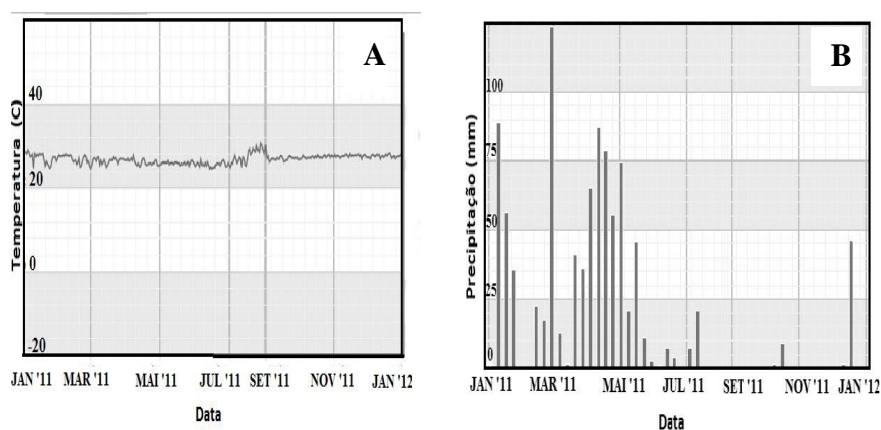 A
Temperatura (C)
40
20
0
-20
JAN '11 MAR '11 MAI '11 JUL '11 SET '11 NOV '11 JAN '12
Data
B
Precipitação (mm)
100
75
50
25
0
JAN '11 MAR '11 MAI '11 JUL '11 SET '11 NOV '11 JAN '12
Data